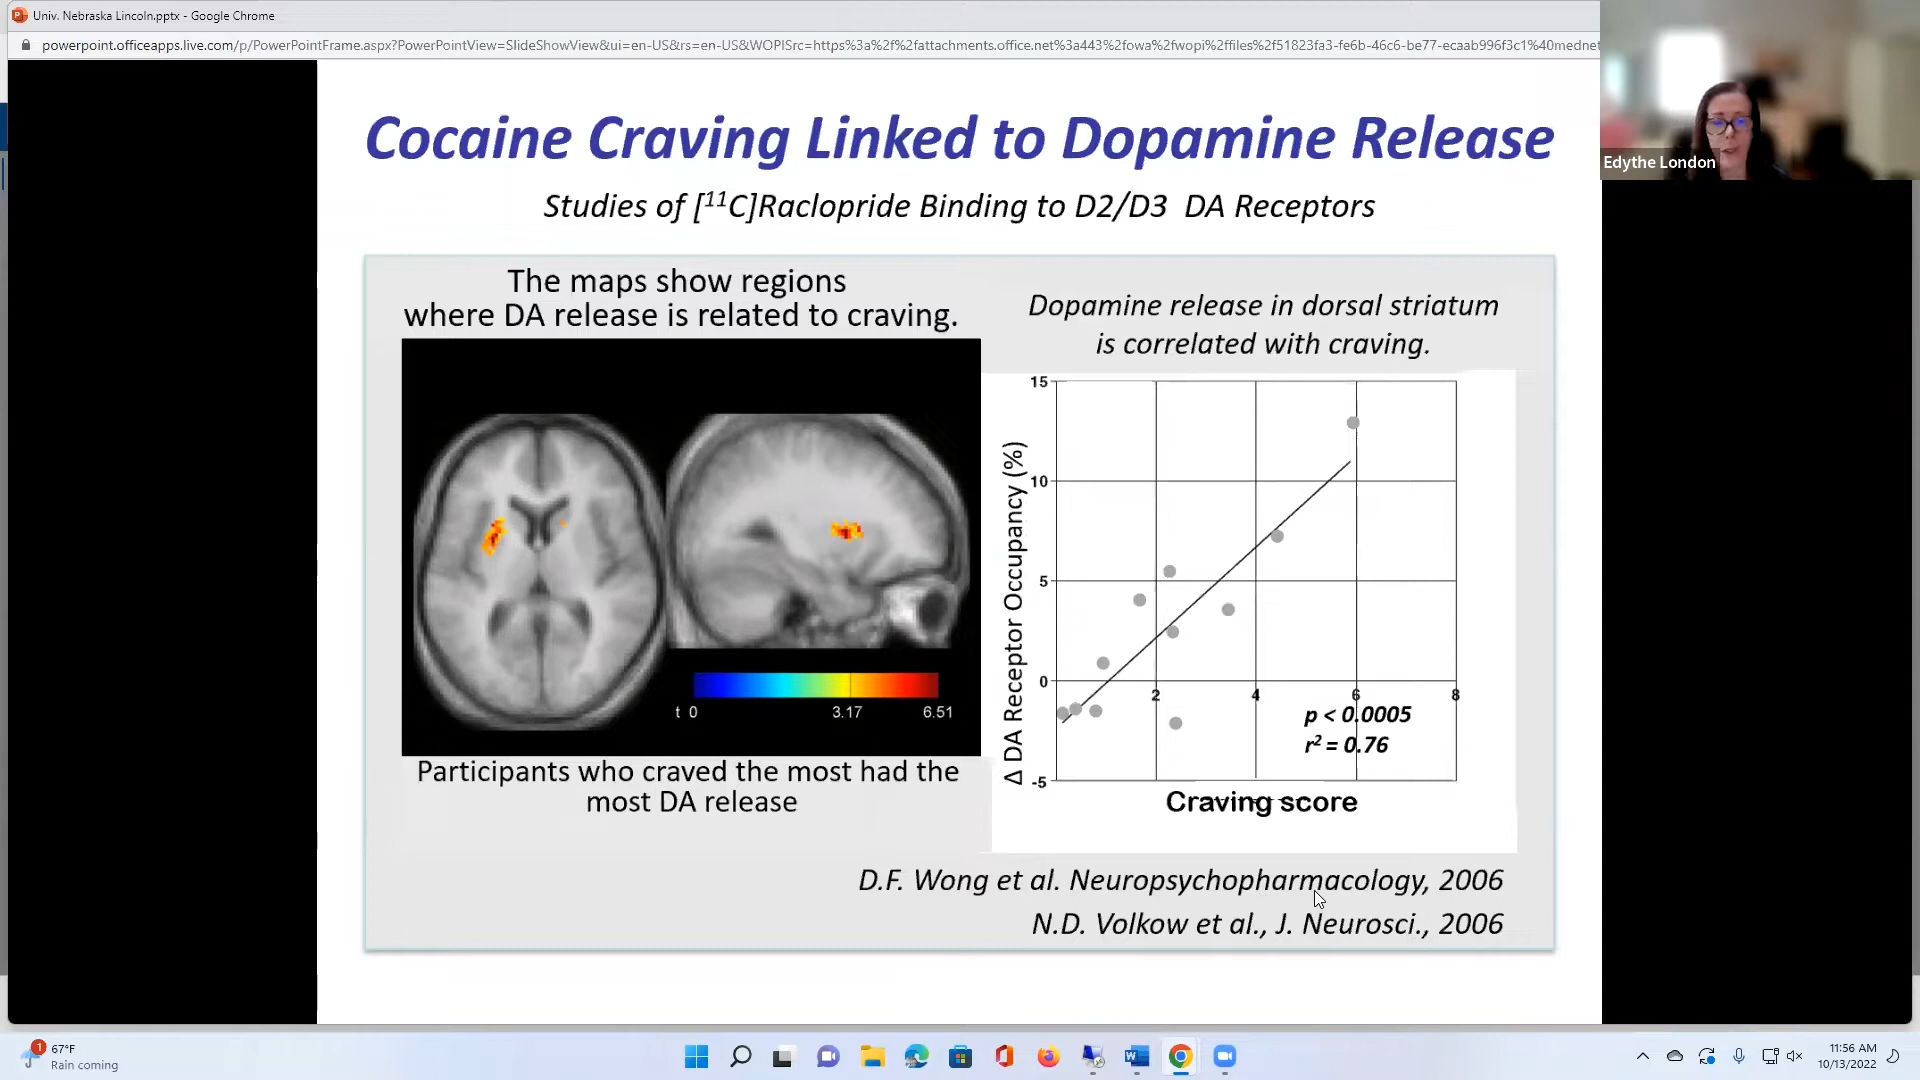 Univ. Nebraska Lincoln.pptx - Google Chrome
powerpoint.officeapps.live.com/p/PowerPointFrame.aspx?PowerPointView=SlideShowView&ui=en-US&rs=en-US&WOPISrc=https%3a%2f%2fattachments.office.net%3a443%2fowa%2fwopi%2ffiles%2f51823fa3-fe6b-46c6-be77-ecaab996f3c1%40mednet
Edythe London
Cocaine Craving Linked to Dopamine Release
Studies of [¹¹C]Raclopride Binding to D2/D3 DA Receptors
The maps show regions
where DA release is related to craving.
t 0 3.17 6.51
Participants who craved the most had the
most DA release
Dopamine release in dorsal striatum
is correlated with craving.
Δ DA Receptor Occupancy (%)
15
10
5
0
-5
2 4 6 8
p < 0.0005
r² = 0.76
Craving score
D.F. Wong et al. Neuropsychopharmacology, 2006
N.D. Volkow et al., J. Neurosci., 2006
1
67°F
Rain coming
11:56 AM
10/13/2022